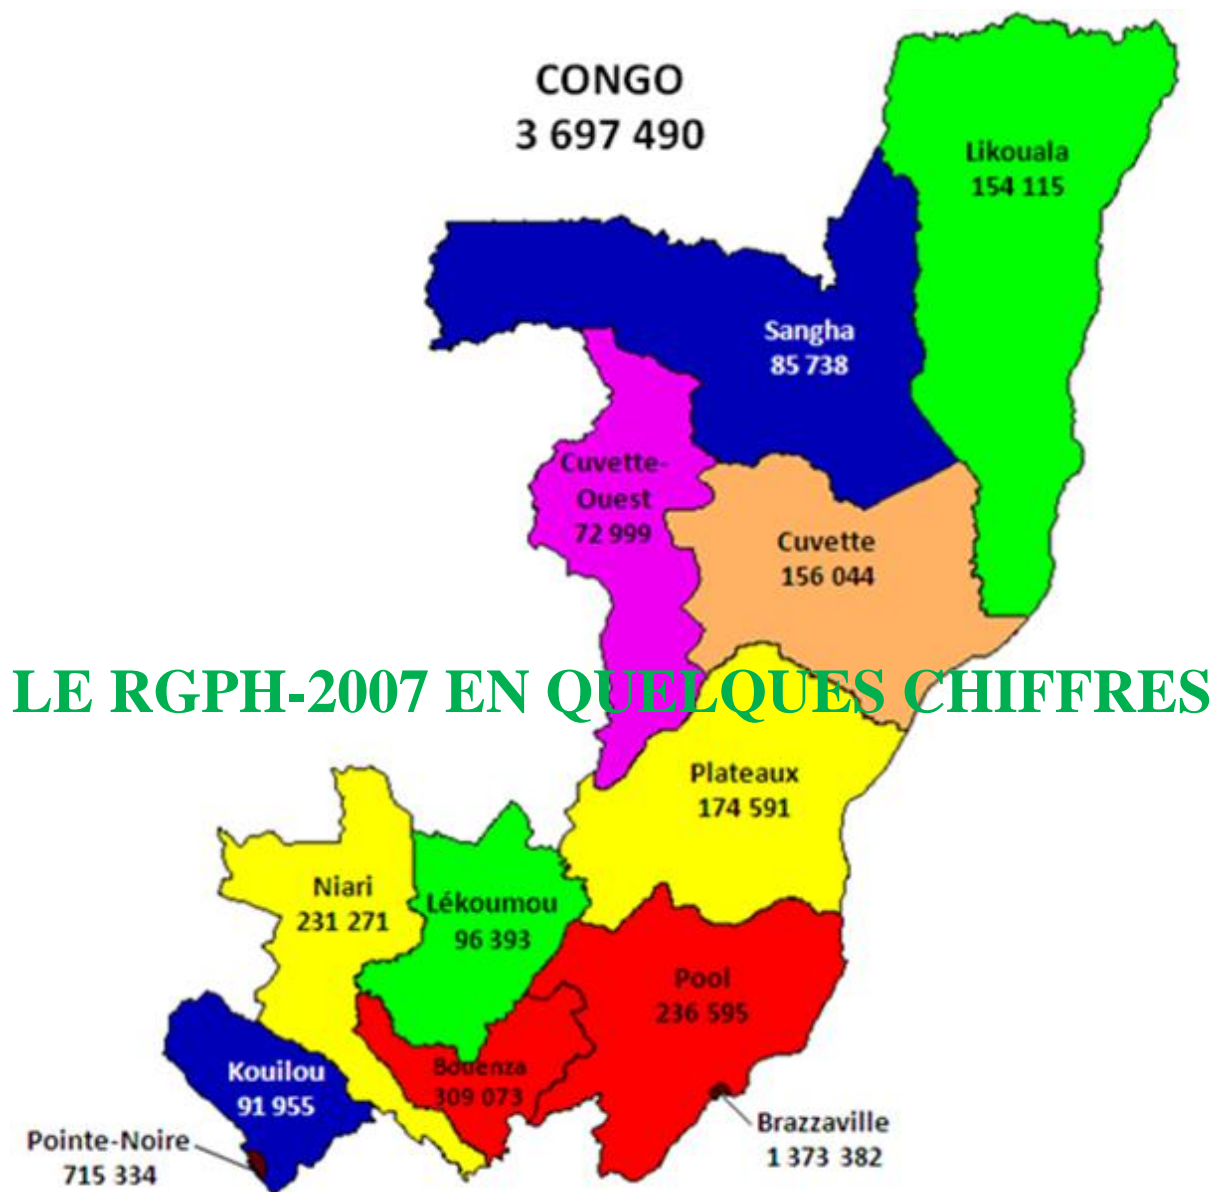 CONGO
3 697 490
Likouala
154 115
Sangha
85 738
Cuvette-
Ouest
72 999
Cuvette
156 044
LE RGPH-2007 EN QUELQUES CHIFFRES
Plateaux
174 591
Niari
231 271
Lékoumou
96 393
Pool
236 595
Kouilou
91 955
Bouenza
309 073
Pointe-Noire
715 334
Brazzaville
1 373 382